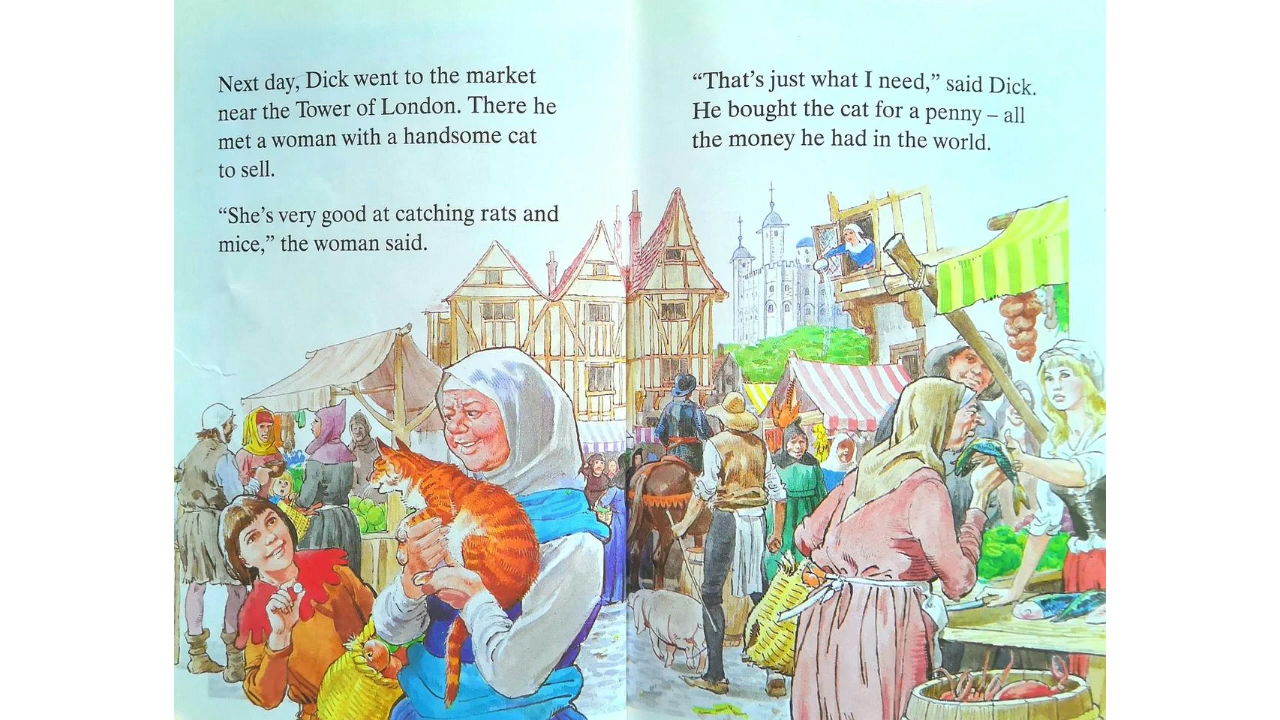 Next day, Dick went to the market
near the Tower of London. There he
met a woman with a handsome cat
to sell.
“She’s very good at catching rats and
mice,” the woman said.
“That’s just what I need,” said Dick.
He bought the cat for a penny – all
the money he had in the world.